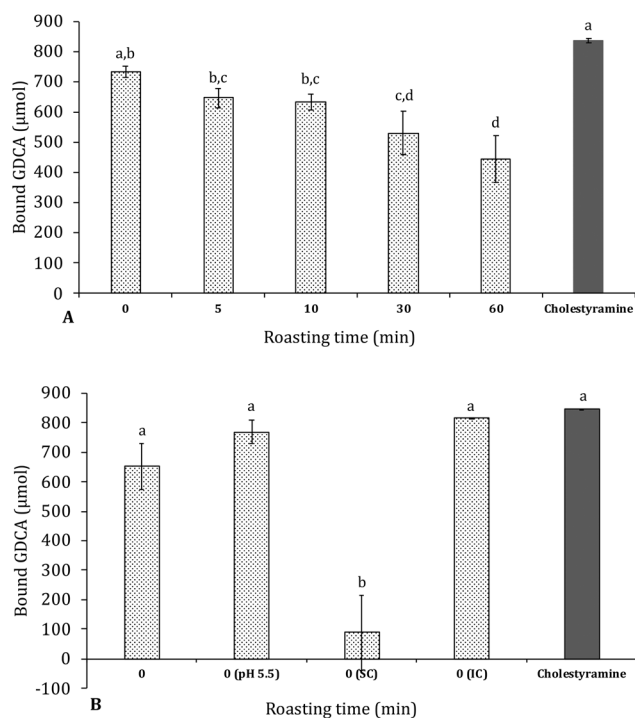 900
800
700
600
500
400
300
200
100
0
Bound GDCA (µmol)
a,b
b,c
b,c
c,d
d
a
0 5 10 30 60 Cholestyramine
A
Roasting time (min)
900
800
700
600
500
400
300
200
100
0
-100
Bound GDCA (µmol)
a
a
b
a
a
0 0 (pH 5.5) 0 (SC) 0 (IC) Cholestyramine
B
Roasting time (min)